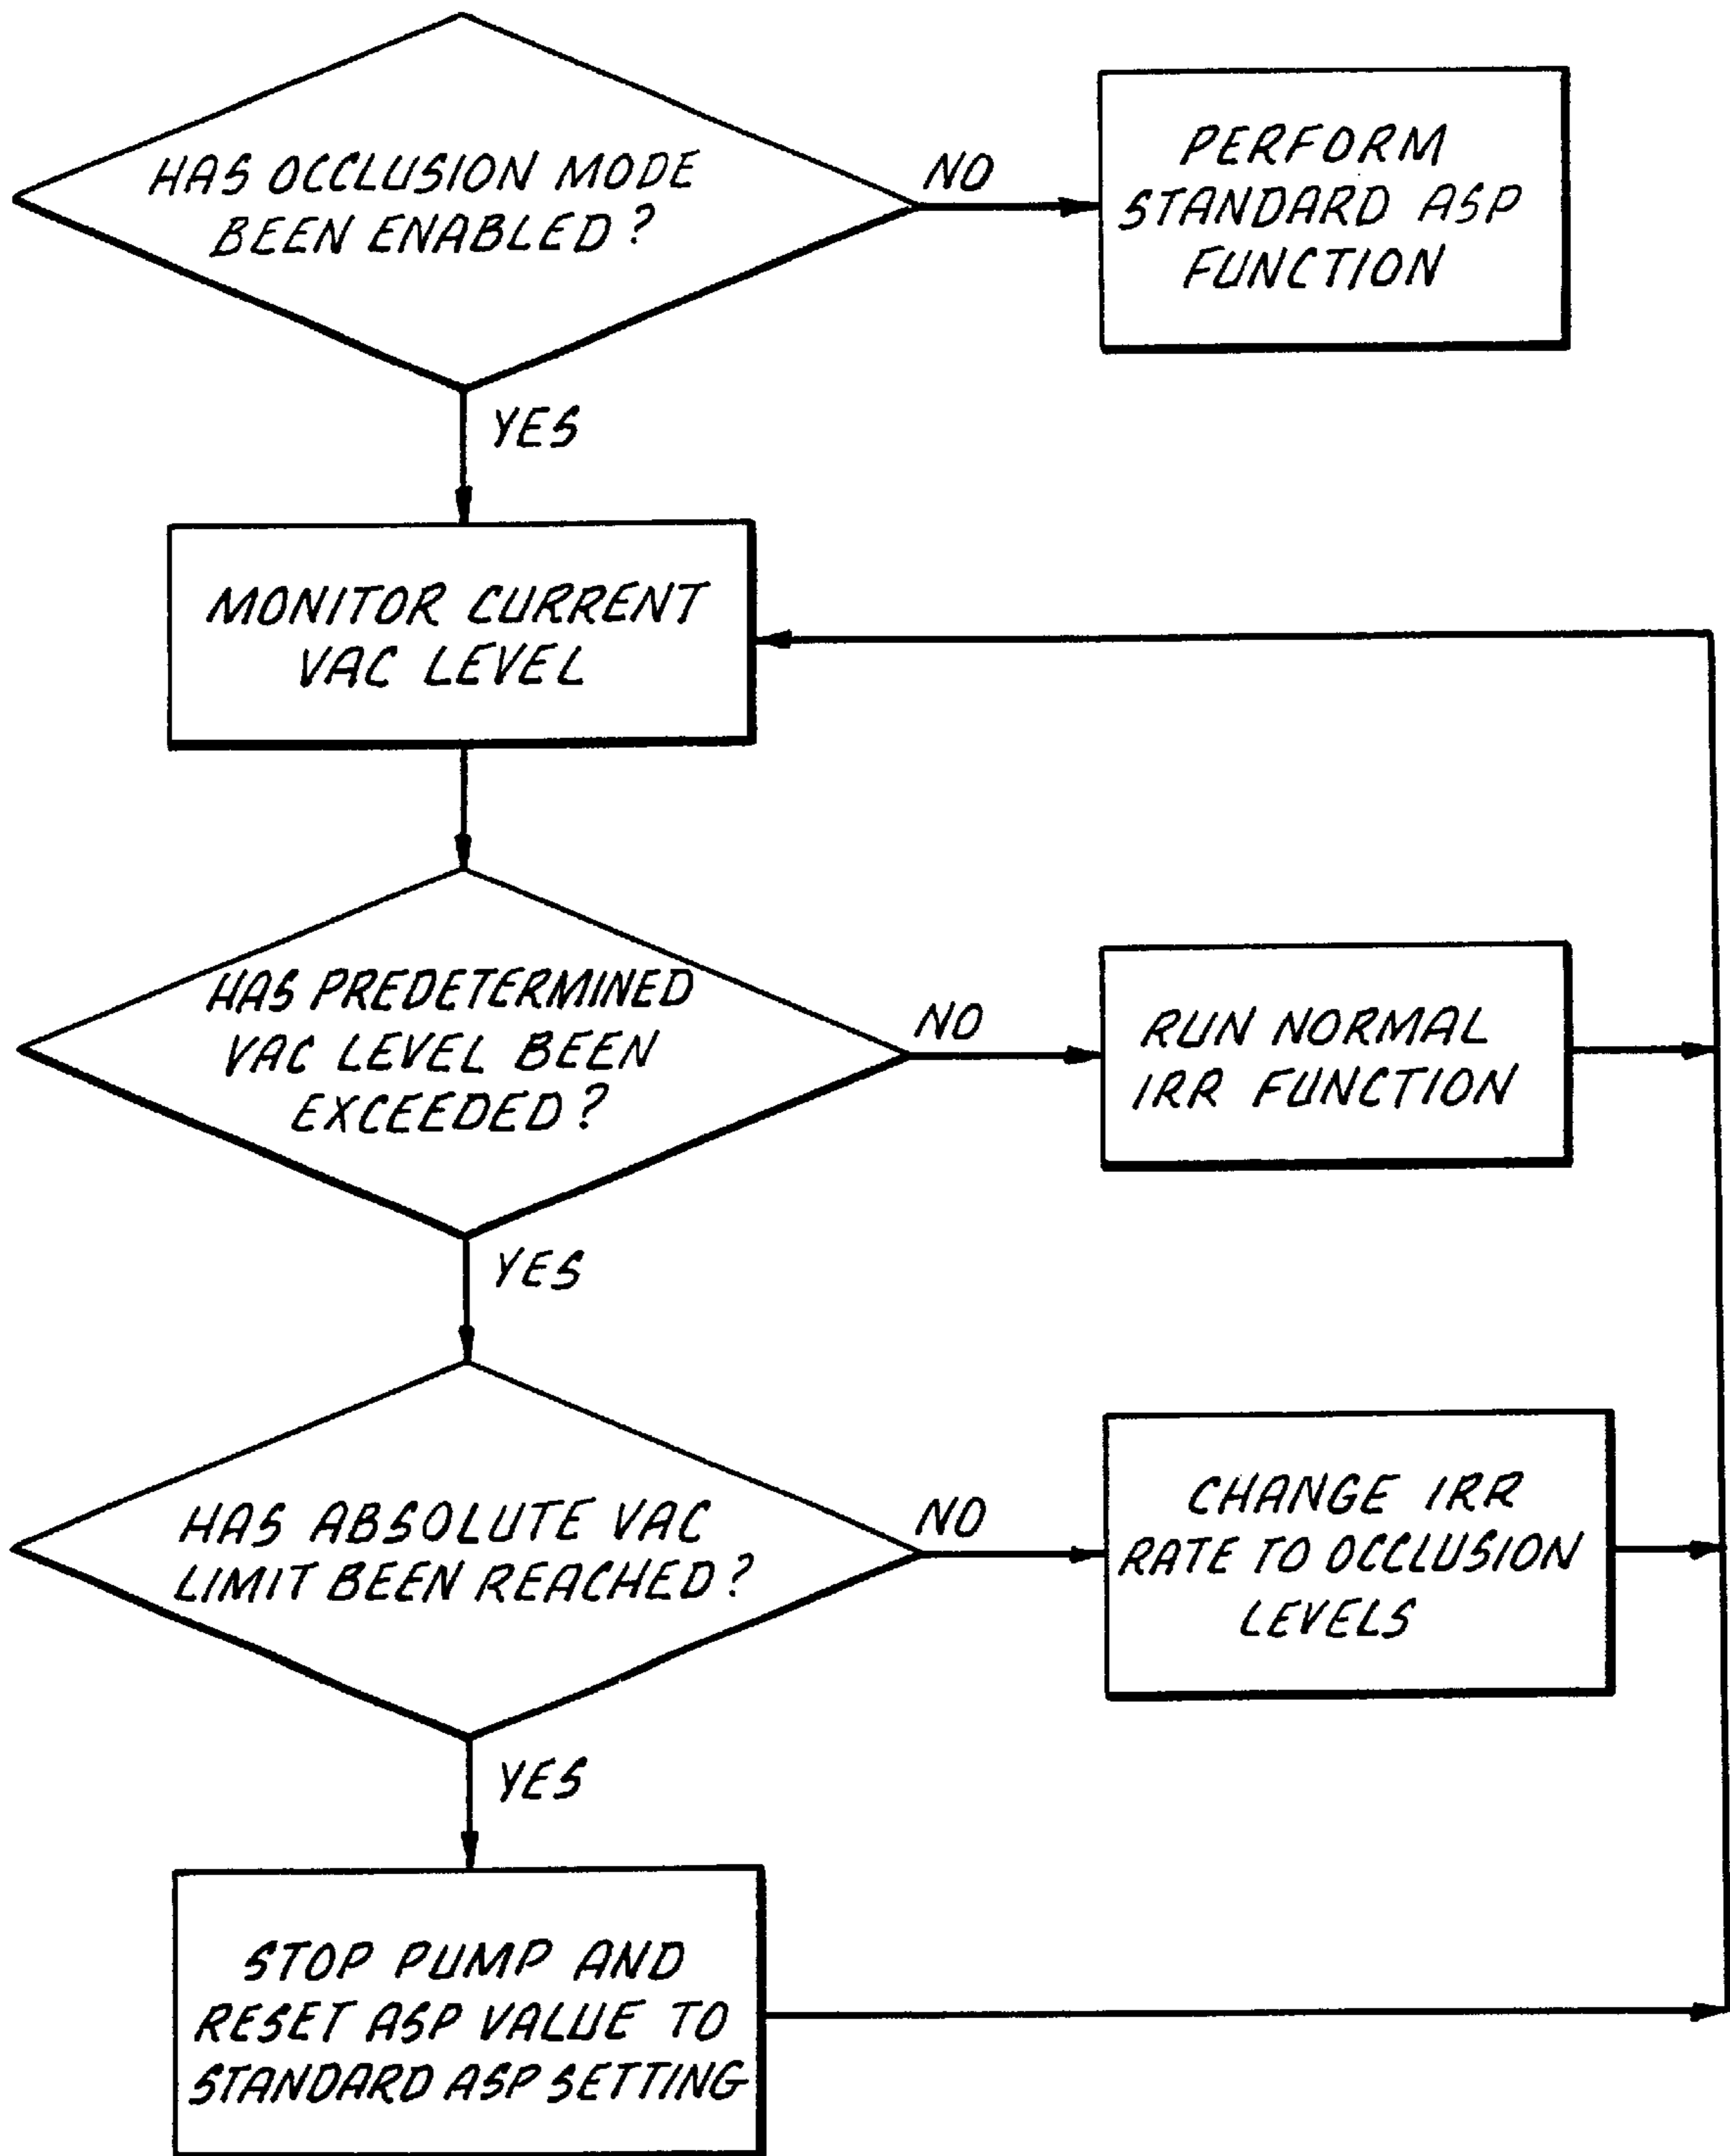 HAS OCCLUSION MODE
BEEN ENABLED?
NO
PERFORM
STANDARD ASP
FUNCTION
YES
MONITOR CURRENT
VAC LEVEL
HAS PREDETERMINED
VAC LEVEL BEEN
EXCEEDED?
NO
RUN NORMAL
IRR FUNCTION
YES
HAS ABSOLUTE VAC
LIMIT BEEN REACHED?
NO
CHANGE IRR
RATE TO OCCLUSION
LEVELS
YES
STOP PUMP AND
RESET ASP VALUE TO
STANDARD ASP SETTING